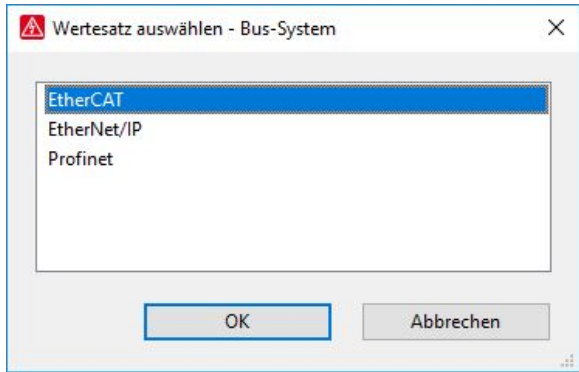 Wertesatz auswählen - Bus-System
EtherCAT
EtherNet/IP
Profinet
OK Abbrechen